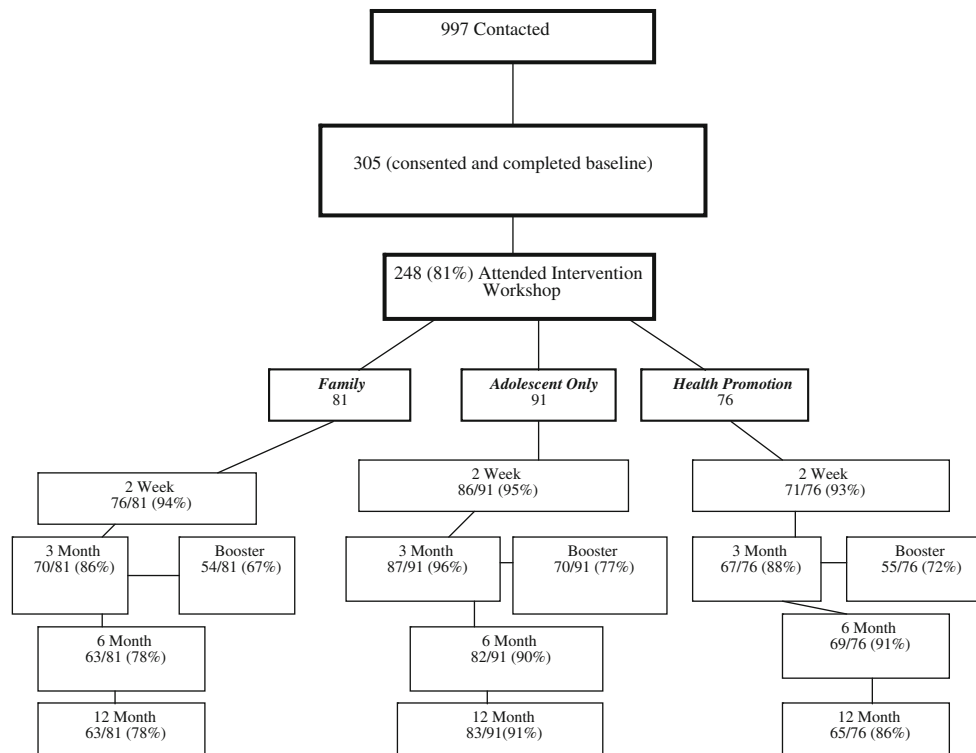 997 Contacted
305 (consented and completed baseline)
248 (81%) Attended Intervention
Workshop
Family
81
Adolescent Only
91
Health Promotion
76
2 Week
76/81 (94%)
2 Week
86/91 (95%)
2 Week
71/76 (93%)
3 Month
70/81 (86%)
Booster
54/81 (67%)
3 Month
87/91 (96%)
Booster
70/91 (77%)
3 Month
67/76 (88%)
Booster
55/76 (72%)
6 Month
63/81 (78%)
6 Month
82/91 (90%)
6 Month
69/76 (91%)
12 Month
63/81 (78%)
12 Month
83/91(91%)
12 Month
65/76 (86%)